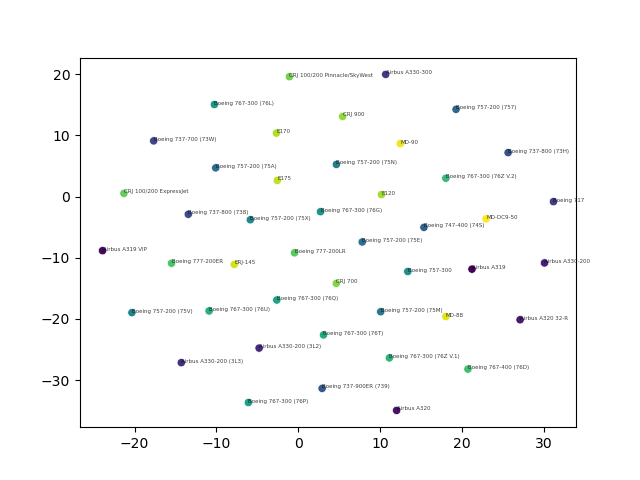 20
10
0
−10
−20
−30
−20
−10
0
10
20
30
Airbus A330-300
CRJ 100/200 Pinnacle/SkyWest
Boeing 767-300 (76L)
Boeing 757-200 (757)
CRJ 900
E170
Boeing 737-700 (73W)
MD-90
Boeing 737-800 (73H)
Boeing 757-200 (75N)
Boeing 757-200 (75A)
Boeing 767-300 (76Z V.2)
E175
CRJ 100/200 ExpressJet
E120
Boeing 717
Boeing 767-300 (76G)
Boeing 737-800 (738)
Boeing 757-200 (75X)
MD-DC9-50
Boeing 747-400 (74S)
Boeing 757-200 (75E)
Airbus A319 VIP
Boeing 777-200LR
Boeing 777-200ER
ERJ-145
Airbus A330-200
Airbus A319
Boeing 757-300
CRJ 700
Boeing 767-300 (76Q)
Boeing 767-300 (76U)
Boeing 757-200 (75M)
Boeing 757-200 (75V)
MD-88
Airbus A320 32-R
Boeing 767-300 (76T)
Airbus A330-200 (3L2)
Boeing 767-300 (76Z V.1)
Airbus A330-200 (3L3)
Boeing 767-400 (76D)
Boeing 737-900ER (739)
Boeing 767-300 (76P)
Airbus A320